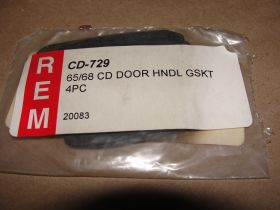 REM
CD-729
65/68 CD DOOR HNDL GSKT
4PC
20083